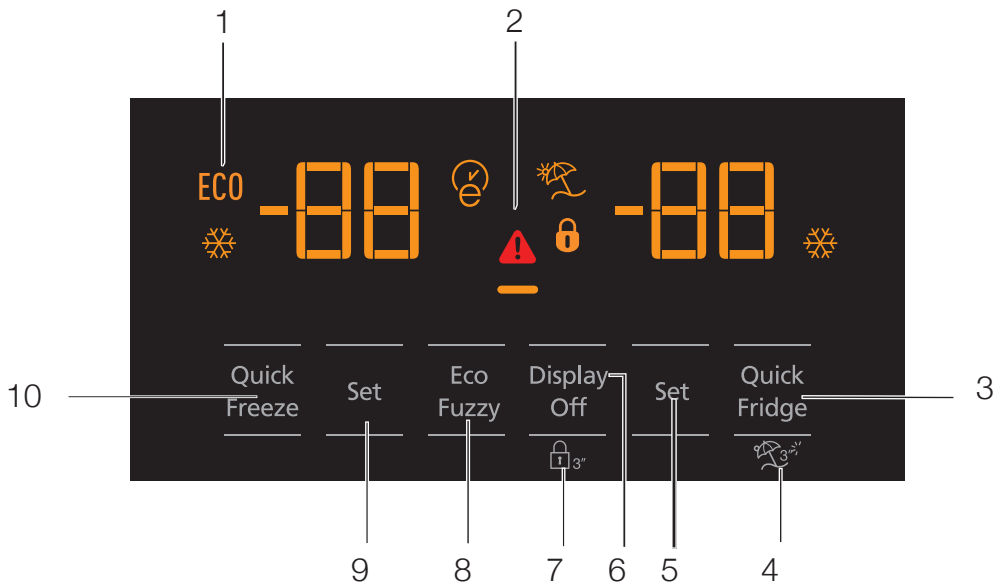 1 2
ECO -88 e -88
Quick Freeze
Set
Eco Fuzzy
Display Off
Set
Quick Fridge
10
3
3" 3"
9 8 7 6 5 4